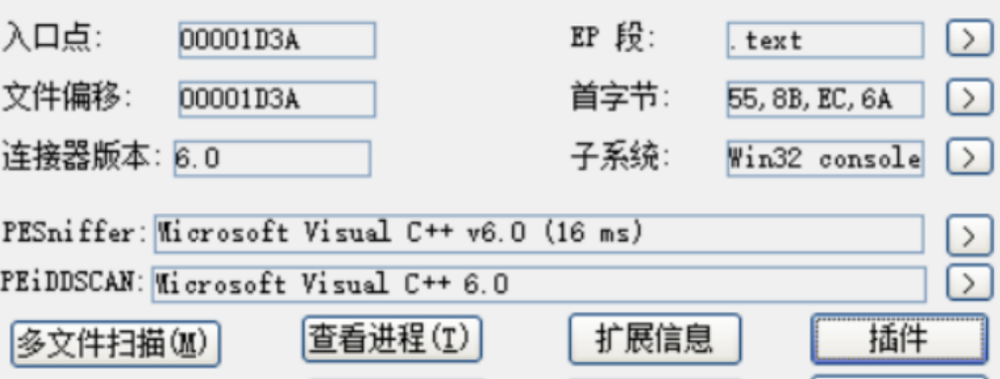 入口点: 00001D3A EP 段: .text >
文件偏移: 00001D3A 首字节: 55,8B,EC,6A >
连接器版本: 6.0 子系统: Win32 console >
PESniffer: Microsoft Visual C++ v6.0 (16 ms) >
PEiDDSCAN: Microsoft Visual C++ 6.0 >
多文件扫描(M) 查看进程(T) 扩展信息 插件